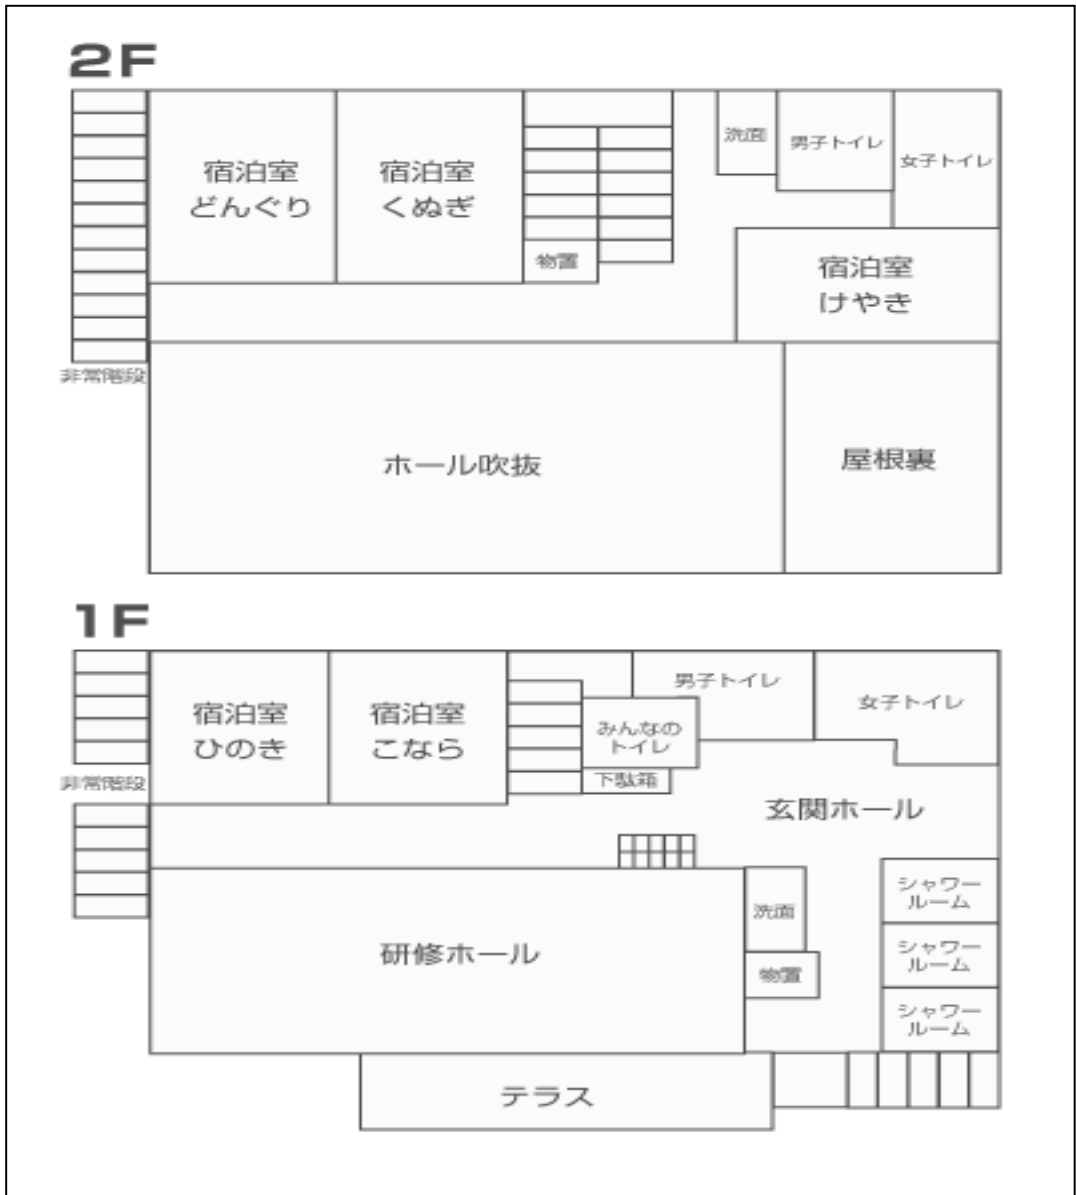 2F
宿泊室
どんぐり
宿泊室
くぬぎ
物置
洗面
男子トイレ
女子トイレ
宿泊室
けやき
非常階段
ホール吹抜
屋根裏
1F
宿泊室
ひのき
宿泊室
こなら
男子トイレ
女子トイレ
みんなの
トイレ
下駄箱
非常階段
玄関ホール
シャワー
ルーム
洗面
研修ホール
シャワー
ルーム
物置
シャワー
ルーム
テラス